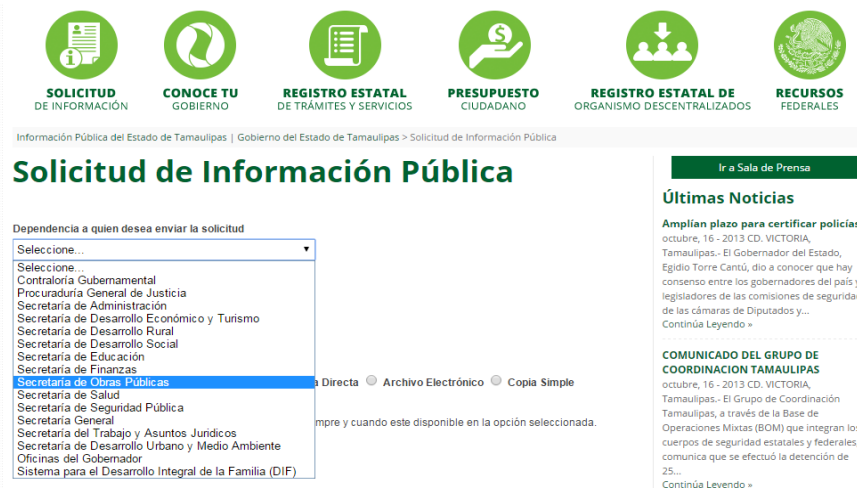 SOLICITUD
DE INFORMACIÓN
CONOCE TU
GOBIERNO
REGISTRO ESTATAL
DE TRÁMITES Y SERVICIOS
PRESUPUESTO
CIUDADANO
REGISTRO ESTATAL DE
ORGANISMO DESCENTRALIZADOS
RECURSOS
FEDERALES
Información Pública del Estado de Tamaulipas | Gobierno del Estado de Tamaulipas > Solicitud de Información Pública
Solicitud de Información Pública
Dependencia a quien desea enviar la solicitud
Seleccione...
Seleccione...
Contraloría Gubernamental
Procuraduría General de Justicia
Secretaría de Administración
Secretaría de Desarrollo Económico y Turismo
Secretaría de Desarrollo Rural
Secretaría de Desarrollo Social
Secretaría de Educación
Secretaría de Finanzas
Secretaría de Obras Públicas
Secretaría de Salud
Secretaría de Seguridad Pública
Secretaría General
Secretaría del Trabajo y Asuntos Juridicos
Secretaría de Desarrollo Urbano y Medio Ambiente
Oficinas del Gobernador
Sistema para el Desarrollo Integral de la Familia (DIF)
a Directa Archivo Electrónico Copia Simple
mpre y cuando este disponible en la opción seleccionada.
Ir a Sala de Prensa
Últimas Noticias
Amplían plazo para certificar policías
octubre, 16 - 2013 CD. VICTORIA,
Tamaulipas.- El Gobernador del Estado,
Egidio Torre Cantú, dio a conocer que hay
consenso entre los gobernadores del país y
legisladores de las comisiones de seguridad
de las cámaras de Diputados y...
Continúa Leyendo »
COMUNICADO DEL GRUPO DE
COORDINACION TAMAULIPAS
octubre, 16 - 2013 CD. VICTORIA,
Tamaulipas.- El Grupo de Coordinación
Tamaulipas, a través de la Base de
Operaciones Mixtas (BOM) que integran los
cuerpos de seguridad estatales y federales,
comunica que se efectuó la detención de
25...
Continúa Leyendo »